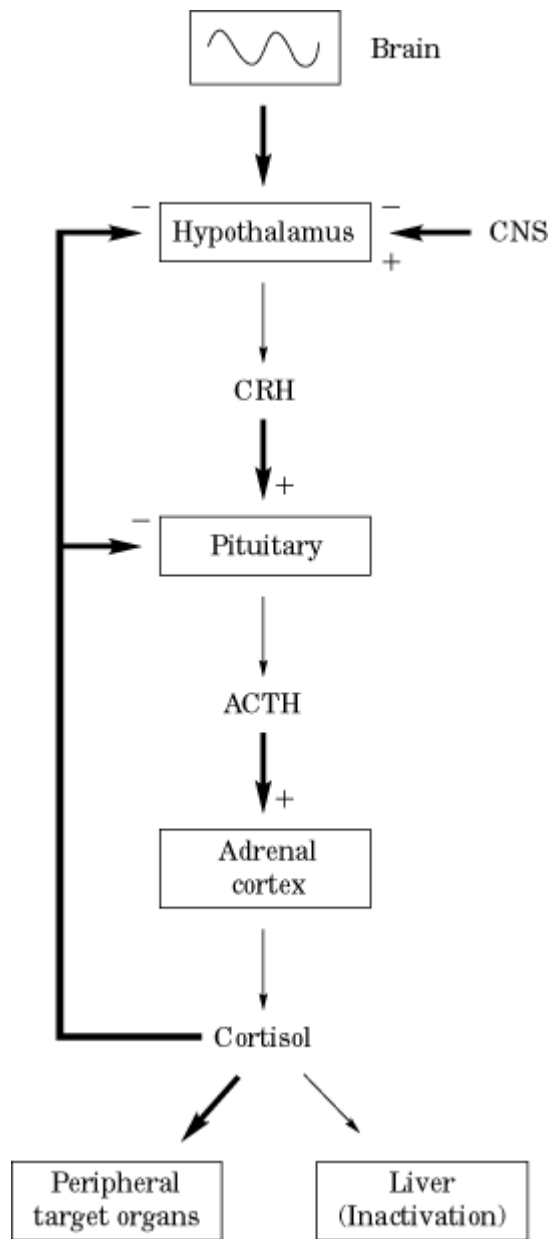 Brain
−
−
Hypothalamus
CNS
+
CRH
+
−
Pituitary
ACTH
+
Adrenal
cortex
Cortisol
Peripheral
target organs
Liver
(Inactivation)